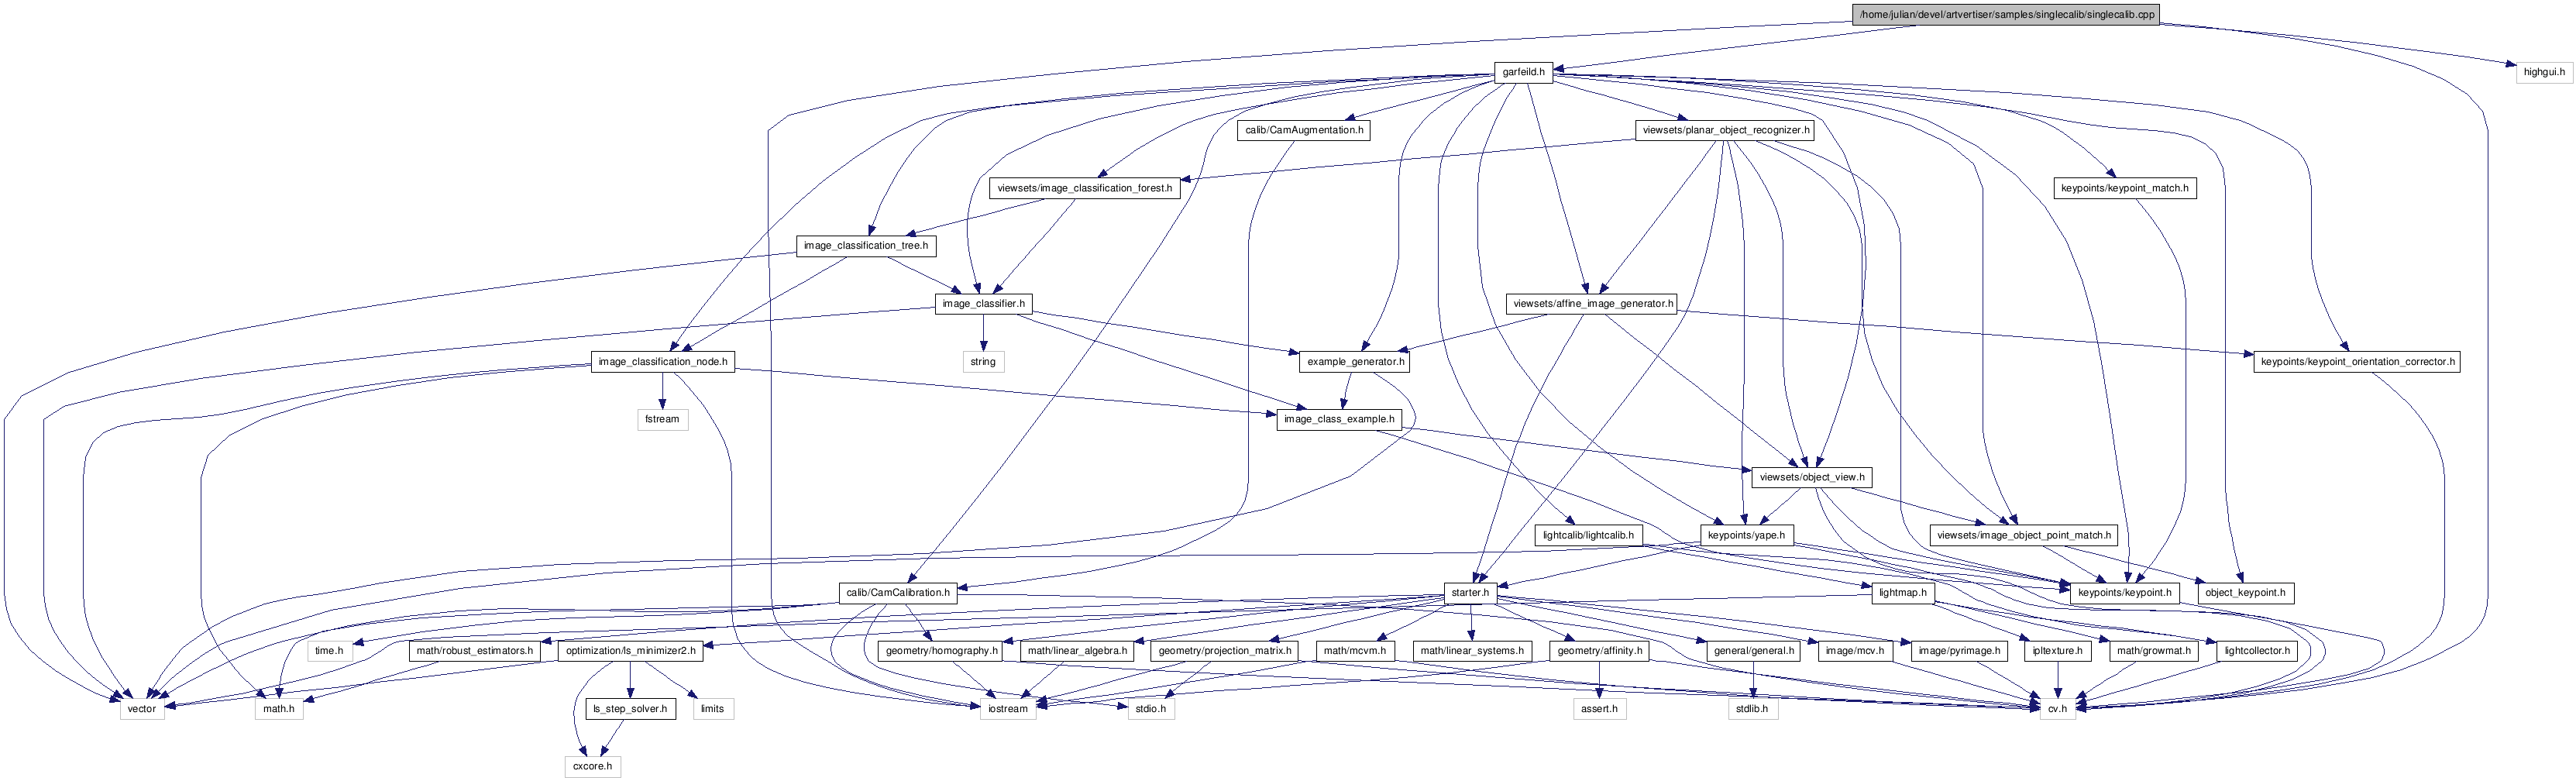 /home/julian/devel/artvertiser/samples/singlecalib/singlecalib.cpp
garfeild.h
highgui.h
calib/CamAugmentation.h
viewsets/planar_object_recognizer.h
viewsets/image_classification_forest.h
keypoints/keypoint_match.h
image_classification_tree.h
image_classifier.h
viewsets/affine_image_generator.h
image_classification_node.h
string
example_generator.h
keypoints/keypoint_orientation_corrector.h
fstream
image_class_example.h
viewsets/object_view.h
lightcalib/lightcalib.h
keypoints/yape.h
viewsets/image_object_point_match.h
calib/CamCalibration.h
starter.h
lightmap.h
keypoints/keypoint.h
object_keypoint.h
time.h
math/robust_estimators.h
optimization/ls_minimizer2.h
geometry/homography.h
math/linear_algebra.h
geometry/projection_matrix.h
math/mcvm.h
math/linear_systems.h
geometry/affinity.h
general/general.h
image/mcv.h
image/pyrimage.h
ipltexture.h
math/growmat.h
lightcollector.h
vector
math.h
ls_step_solver.h
limits
iostream
stdio.h
assert.h
stdlib.h
cv.h
cxcore.h